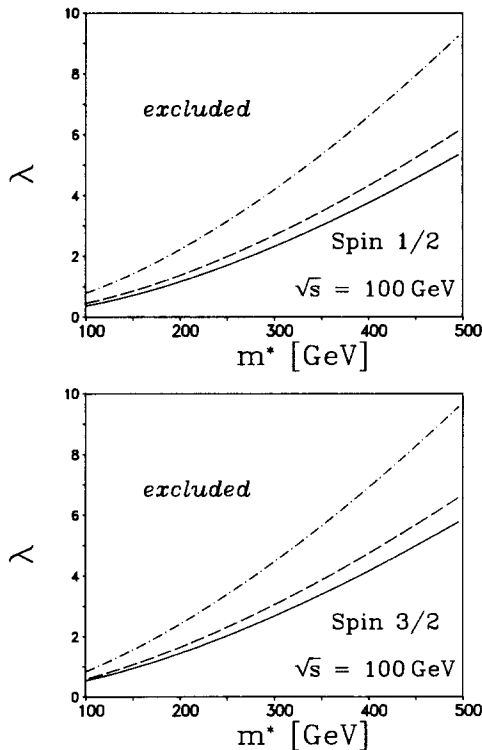 10
8
6
4
2
0
λ
excluded
Spin 1/2
√s = 100 GeV
100 200 300 400 500
m* [GeV]
10
8
6
4
2
0
λ
excluded
Spin 3/2
√s = 100 GeV
100 200 300 400 500
m* [GeV]